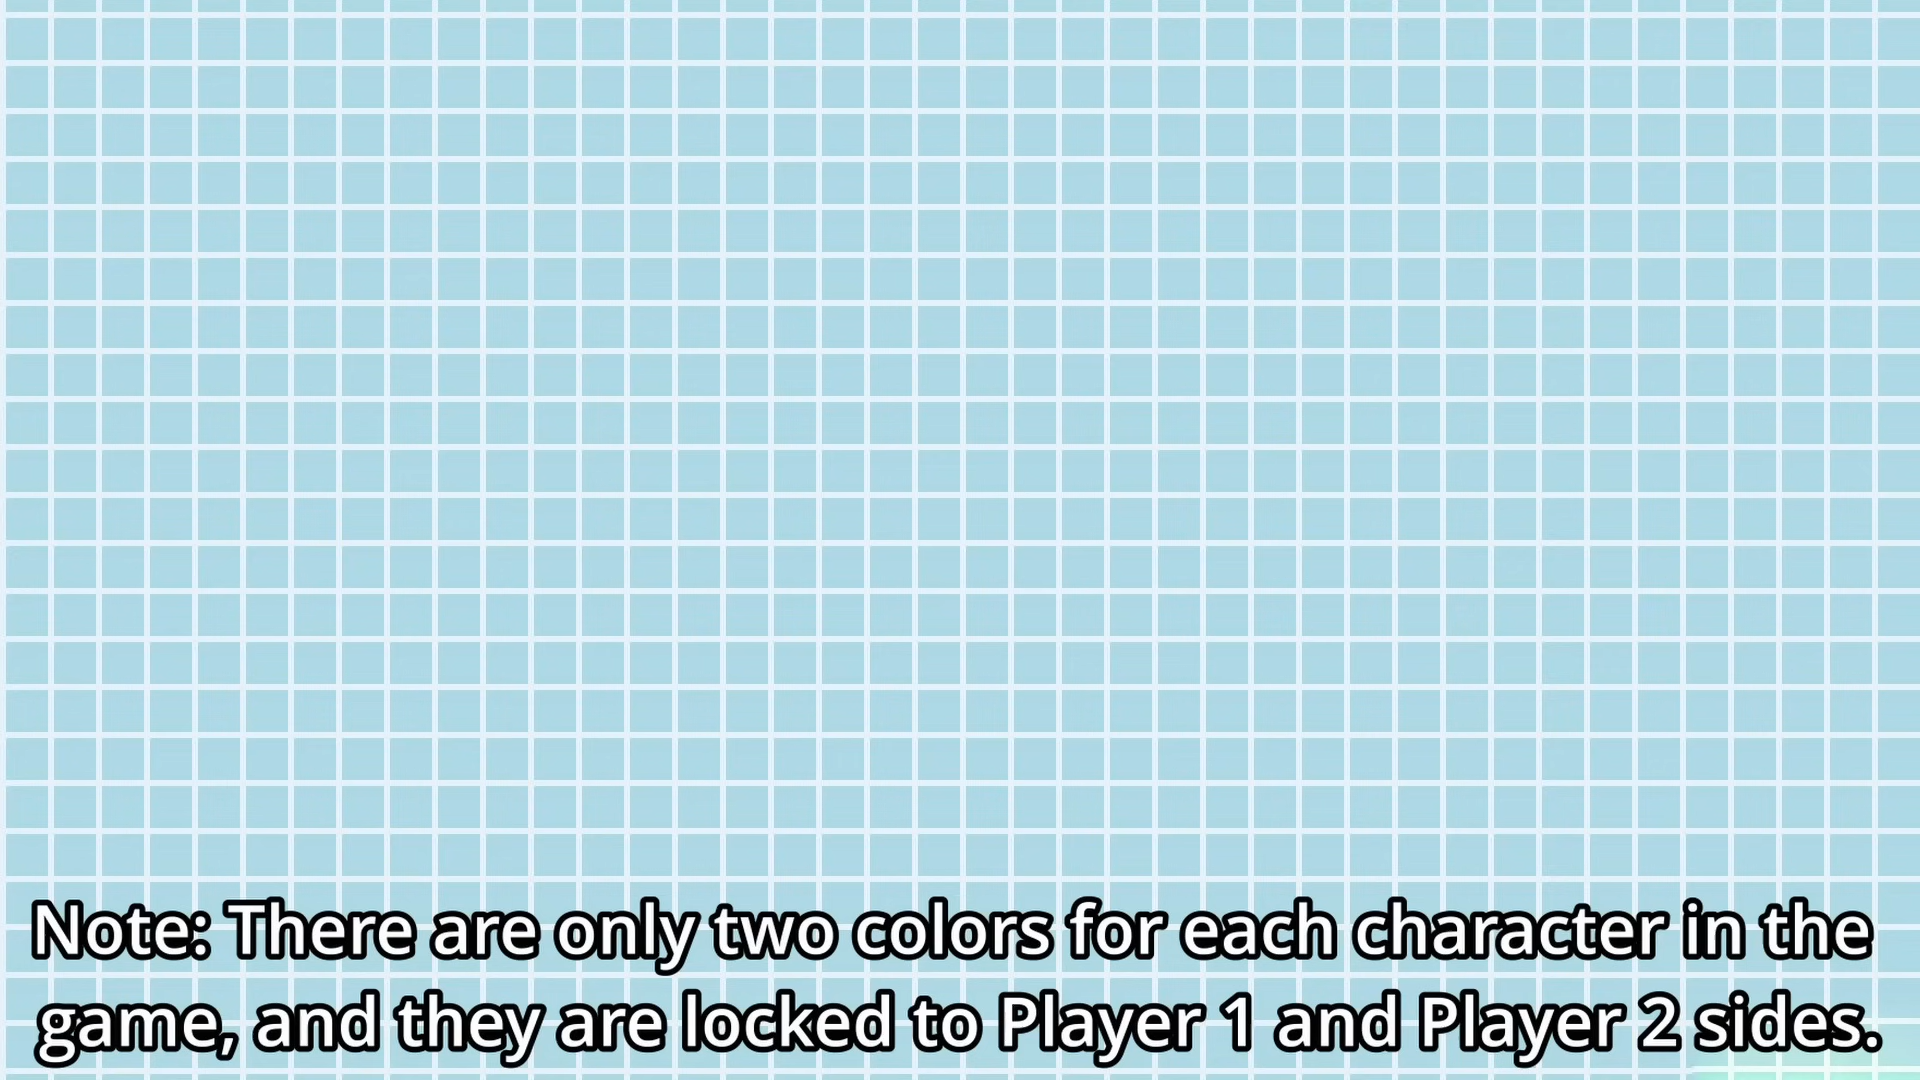 Note: There are only two colors for each character in the
game, and they are locked to Player 1 and Player 2 sides.